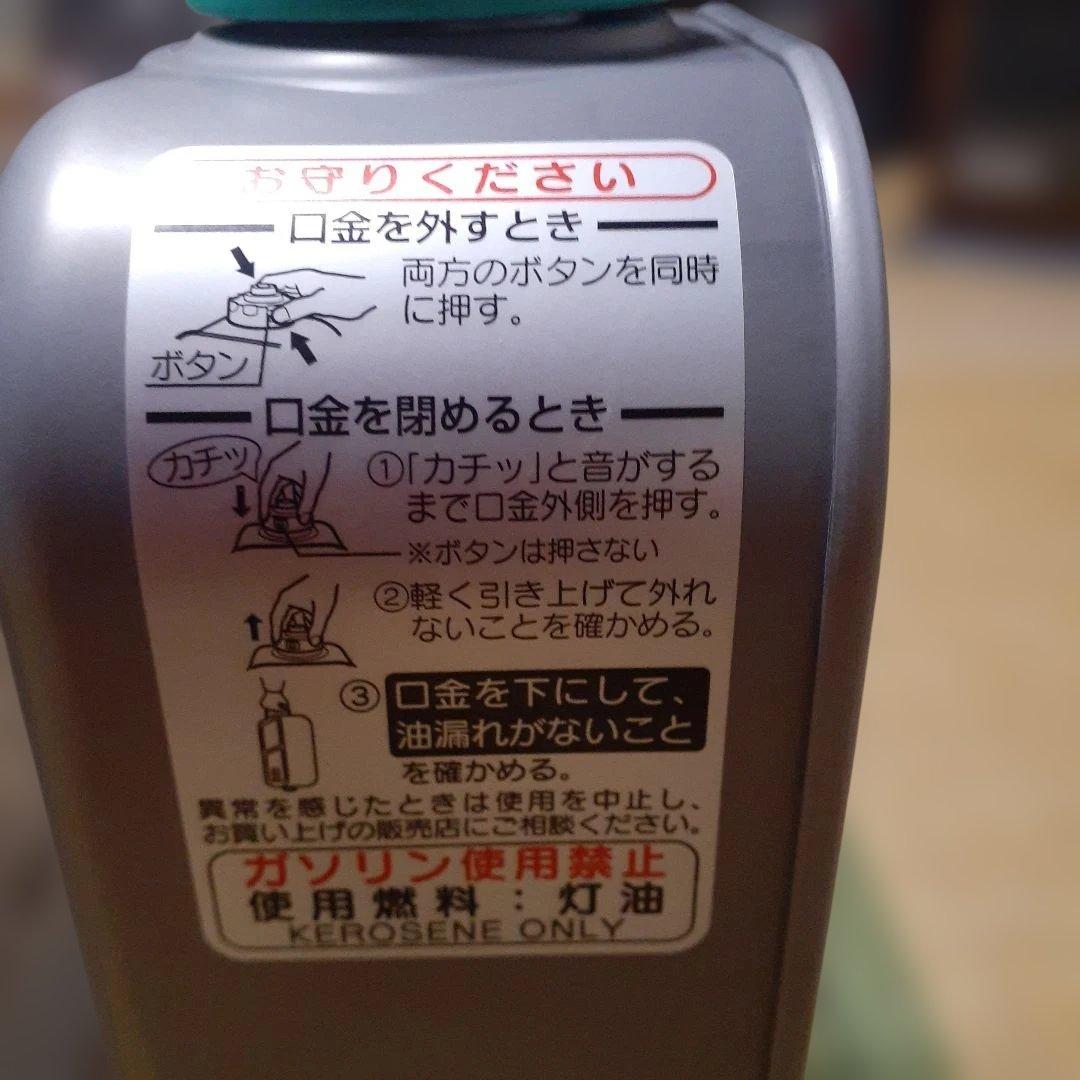 お守りください
口金を外すとき
両方のボタンを同時
に押す。
ボタン
口金を閉めるとき
カチッ
①「カチッ」と音がする
まで口金外側を押す。
※ボタンは押さない
②軽く引き上げて外れ
ないことを確かめる。
③口金を下にして、
油漏れがないこと
を確かめる。
異常を感じたときは使用を中止し、
お買い上げの販売店にご相談ください。
ガソリン使用禁止
使用燃料：灯油
KEROSENE ONLY